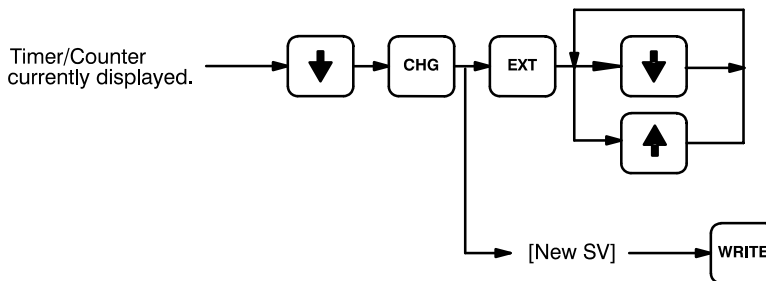 Timer/Counter
currently displayed.
CHG
EXT
[New SV]
WRITE